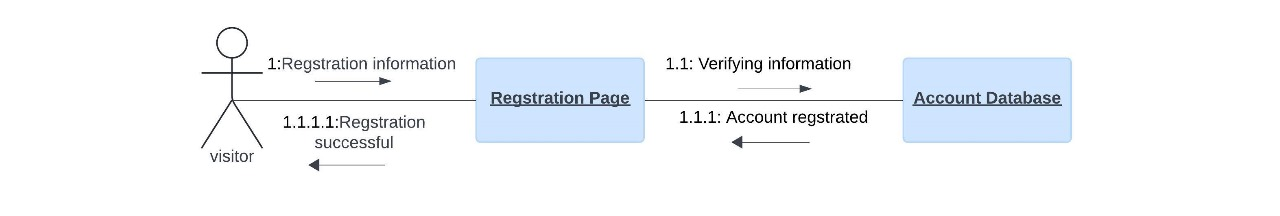 1:Regstration information
1.1: Verifying information
Regstration Page
Account Database
1.1.1.1:Regstration
successful
1.1.1: Account regstrated
visitor